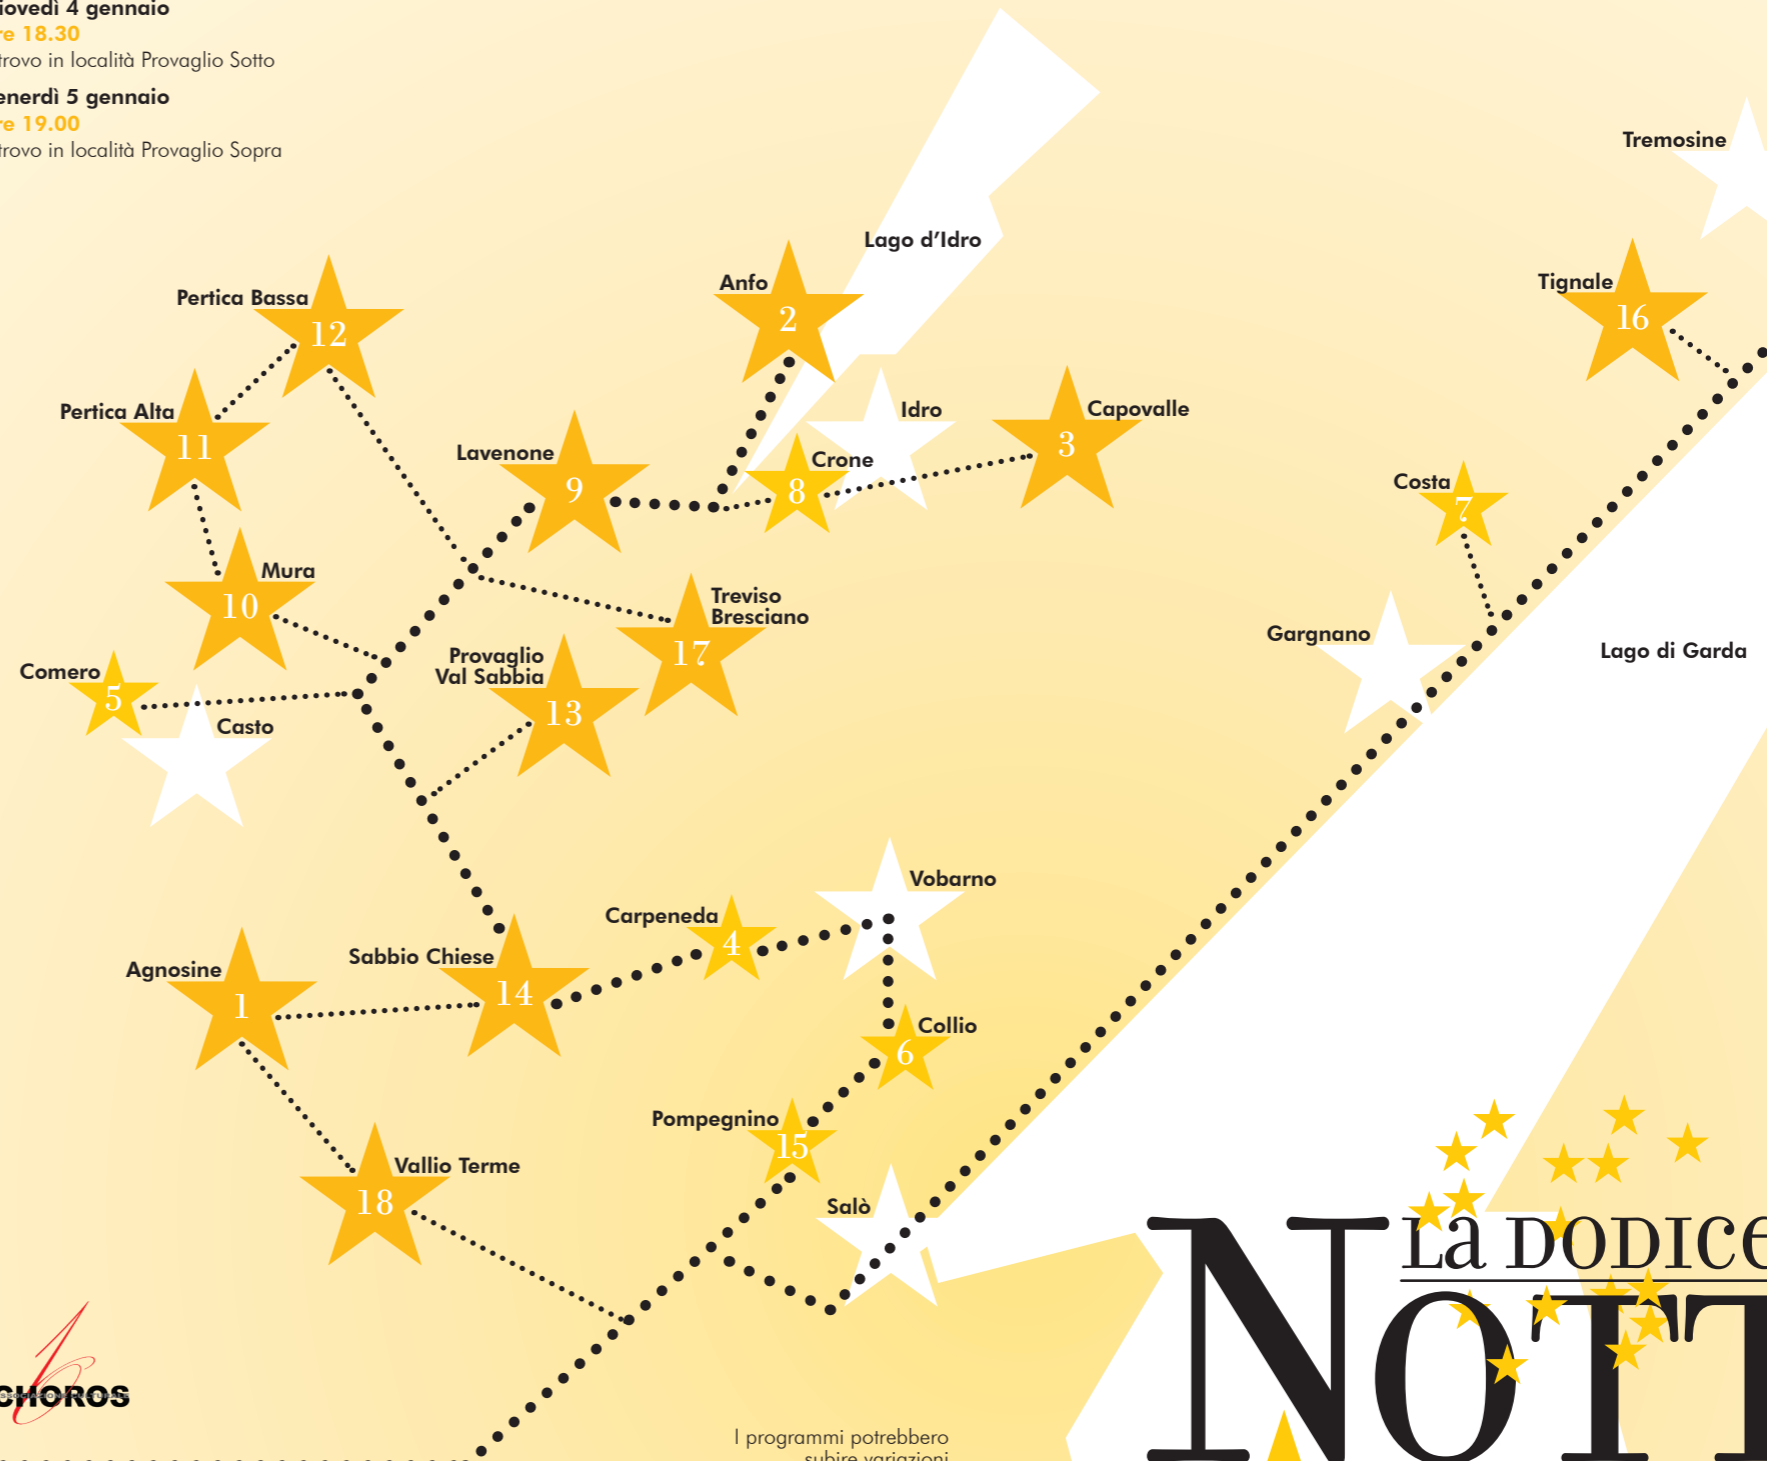 iovedì 4 gennaio
re 18.30
trovo in località Provaglio Sotto
enerdì 5 gennaio
re 19.00
trovo in località Provaglio Sopra
Tremosine
Lago d'Idro
Anfo
2
Tignale
16
Pertica Bassa
12
Pertica Alta
11
Idro
Capovalle
3
Lavenone
9
Crone
8
Costa
7
Mura
10
Treviso
Bresciano
17
Gargnano
Lago di Garda
Provaglio
Val Sabbia
13
Comero
5
Casto
Vobarno
Carpeneda
4
Sabbio Chiese
14
Agnosine
1
Collio
6
Pompegnino
15
Vallio Terme
18
Salò
La DODICE
NOTT
16
CHOROS
I programmi potrebbero
subire variazioni